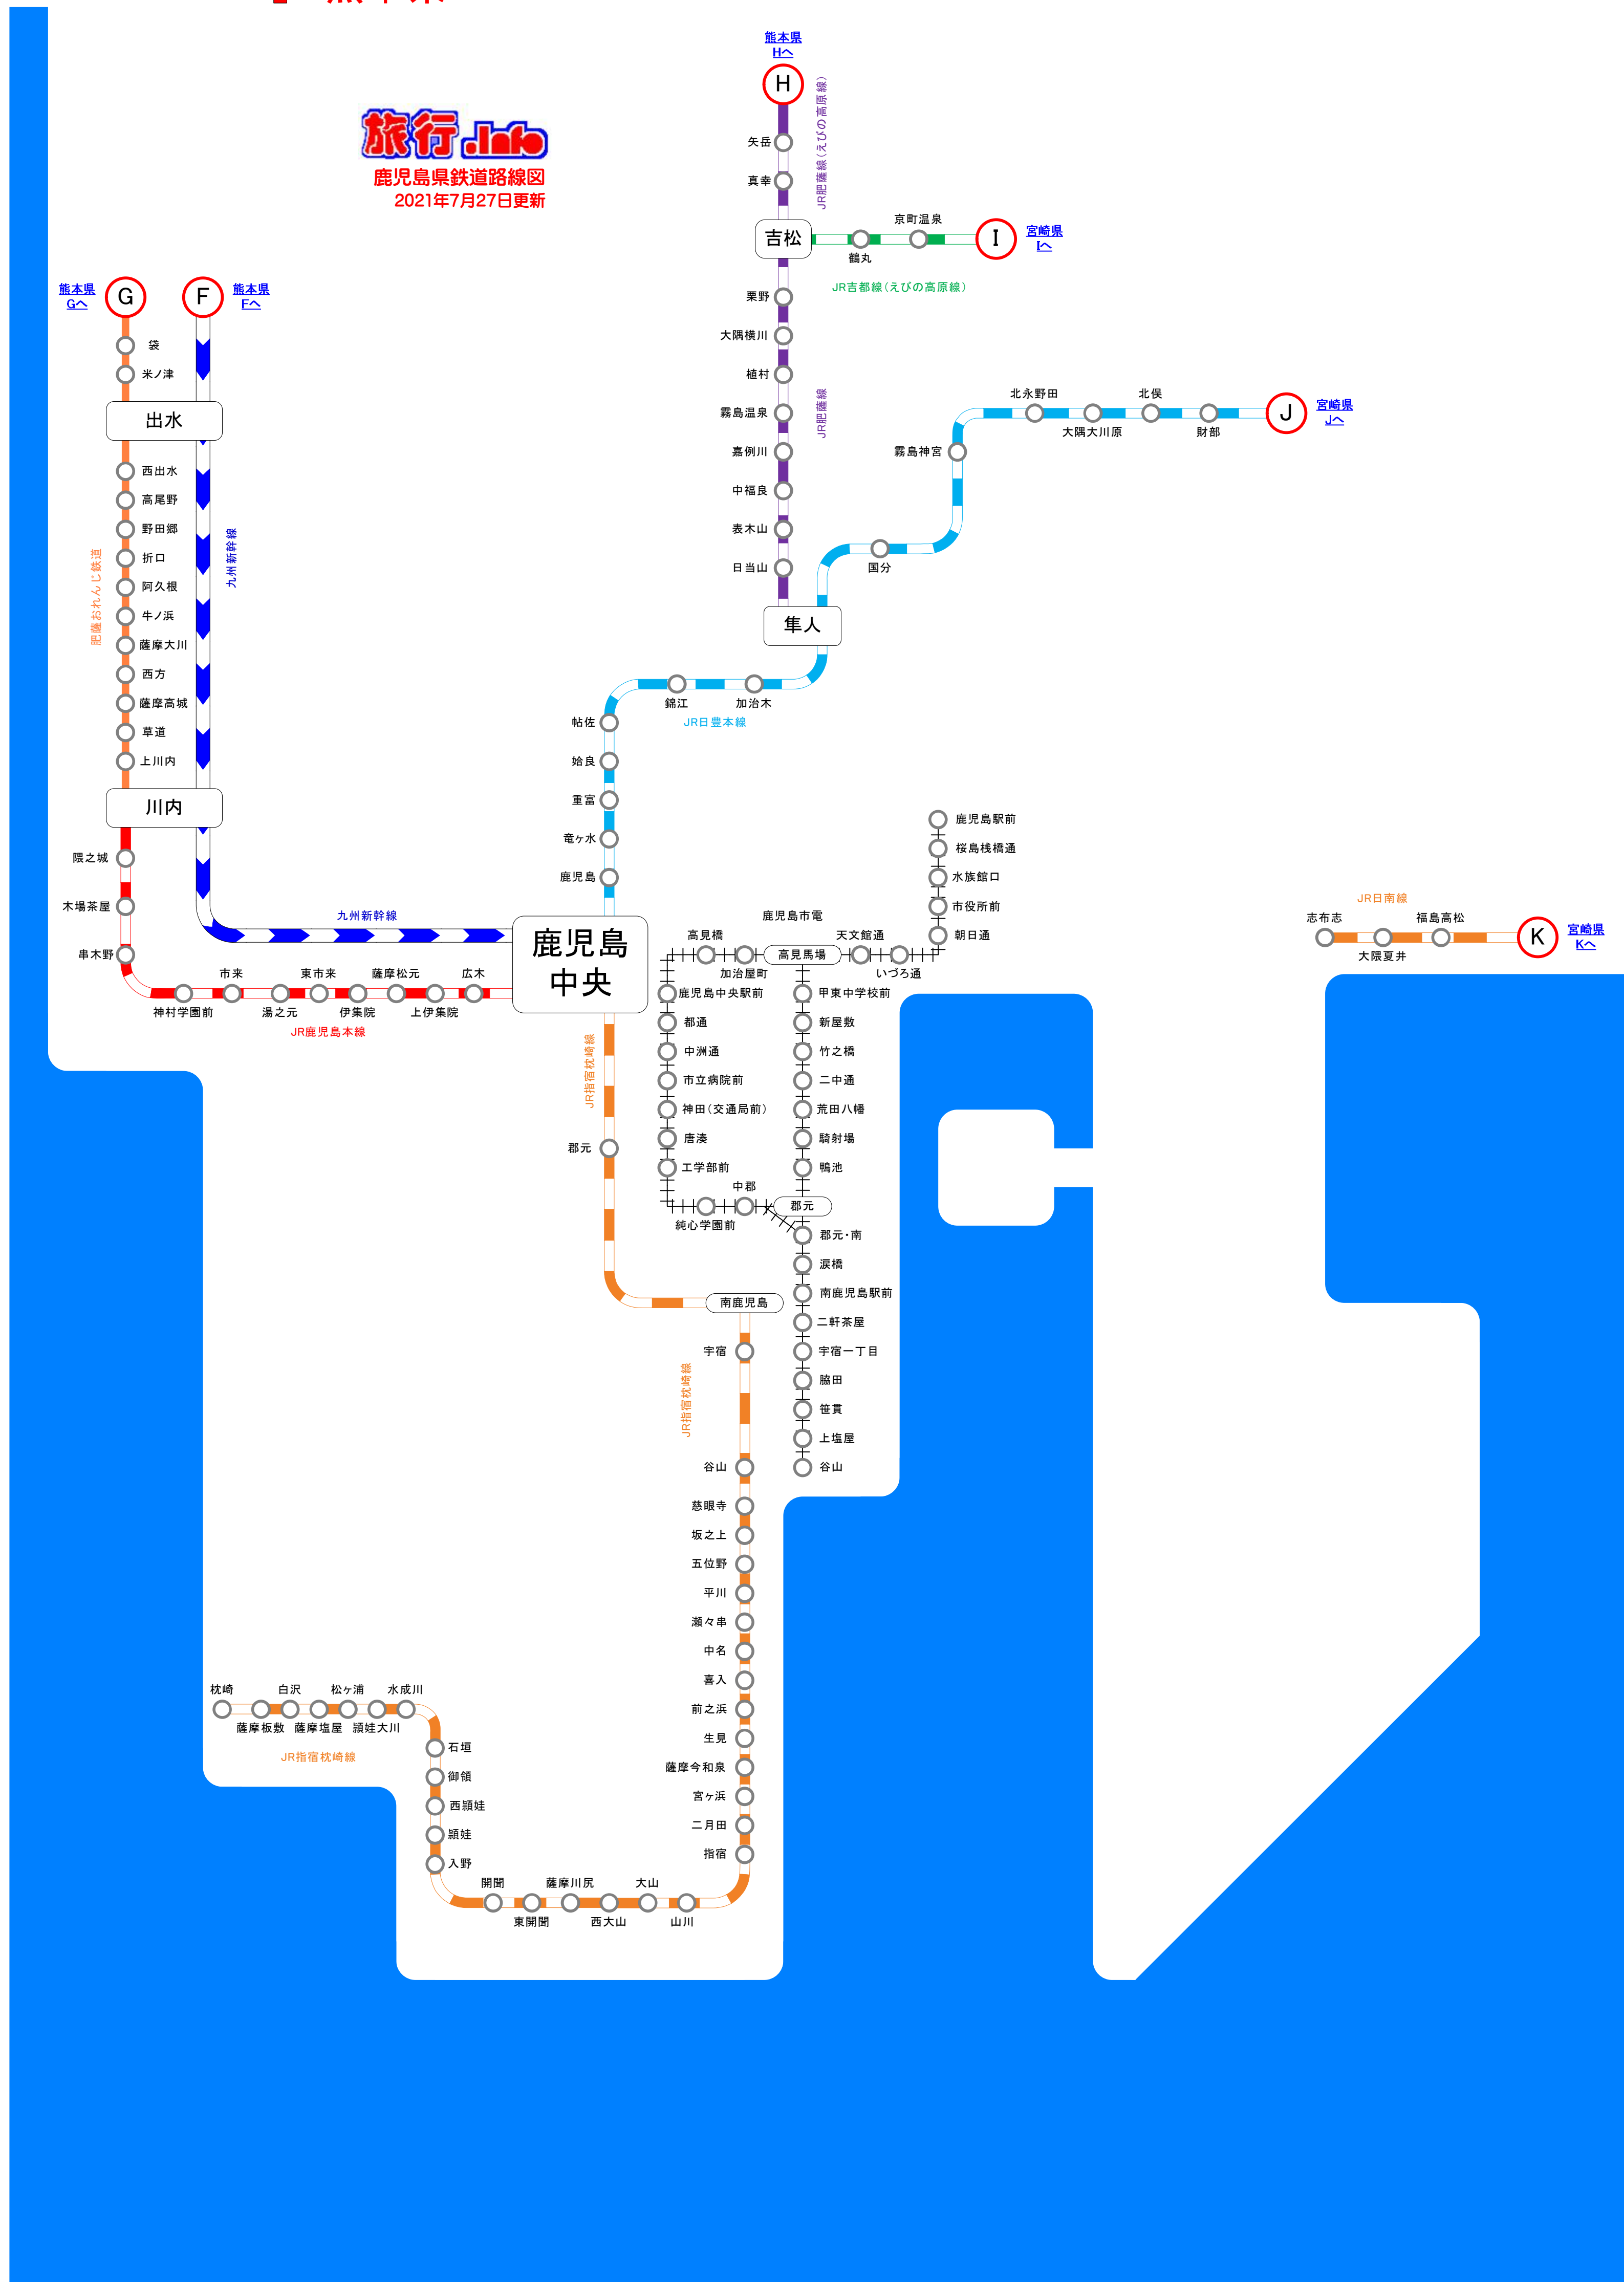 旅行.Info
鹿児島県鉄道路線図
2021年7月27日更新
熊本県
Hへ
H
JR肥薩線(えびの高原線)
矢岳
真幸
吉松
鶴丸
京町温泉
I
宮崎県
Iへ
JR吉都線(えびの高原線)
栗野
大隅横川
植村
霧島温泉
嘉例川
中福良
表木山
日当山
JR肥薩線
隼人
熊本県
Gへ
G
F
熊本県
Fへ
袋
米ノ津
出水
西出水
高尾野
野田郷
折口
阿久根
牛ノ浜
薩摩大川
西方
薩摩高城
草道
上川内
肥薩おれんじ鉄道
九州新幹線
川内
隈之城
木場茶屋
串木野
神村学園前
市来
湯之元
東市来
伊集院
薩摩松元
上伊集院
広木
JR鹿児島本線
九州新幹線
鹿児島
中央
北永野田
大隅大川原
北俣
財部
J
宮崎県
Jへ
霧島神宮
国分
加治木
錦江
JR日豊本線
帖佐
姶良
重富
竜ヶ水
鹿児島
鹿児島駅前
桜島桟橋通
水族館口
市役所前
朝日通
鹿児島市電
高見橋
加治屋町
高見馬場
天文館通
いづろ通
鹿児島中央駅前
都通
中洲通
市立病院前
神田(交通局前)
唐湊
工学部前
純心学園前
中郡
郡元
甲東中学校前
新屋敷
竹之橋
二中通
荒田八幡
騎射場
鴨池
郡元・南
涙橋
南鹿児島駅前
二軒茶屋
宇宿一丁目
脇田
笹貫
上塩屋
谷山
JR日南線
志布志
大隈夏井
福島高松
K
宮崎県
Kへ
JR指宿枕崎線
郡元
南鹿児島
宇宿
JR指宿枕崎線
谷山
慈眼寺
坂之上
五位野
平川
瀬々串
中名
喜入
前之浜
生見
薩摩今和泉
宮ヶ浜
二月田
指宿
山川
大山
西大山
薩摩川尻
東開聞
開聞
入野
頴娃
西頴娃
御領
石垣
水成川
頴娃大川
松ヶ浦
薩摩塩屋
白沢
薩摩板敷
枕崎
JR指宿枕崎線